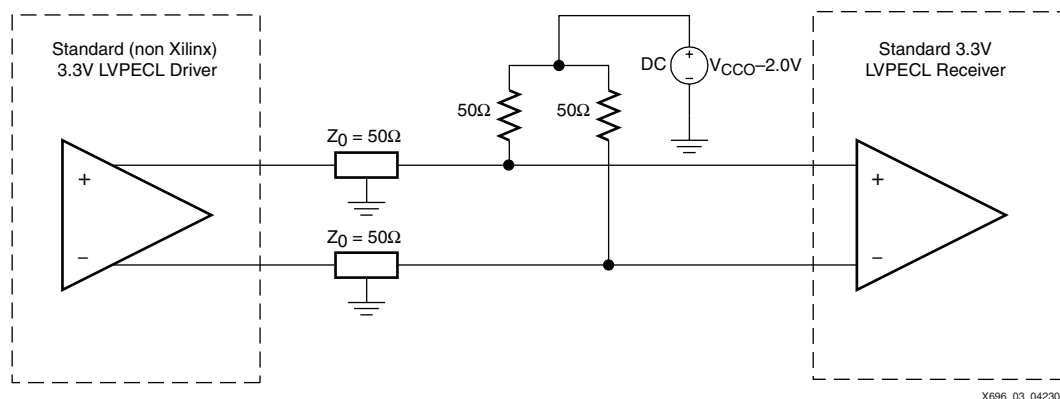 Standard (non Xilinx)
3.3V LVPECL Driver
DC
+
−
VCCO–2.0V
Standard 3.3V
LVPECL Receiver
50Ω
50Ω
Z0 = 50Ω
+
−
Z0 = 50Ω
+
−
X696_03_04230